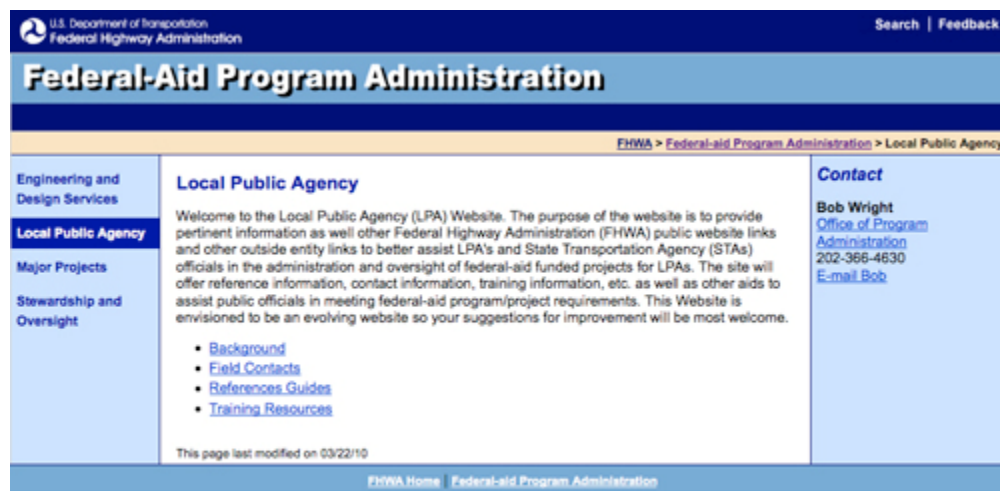 U.S. Department of Transportation
Federal Highway Administration
Search | Feedback
Federal-Aid Program Administration
FHWA > Federal-aid Program Administration > Local Public Agency
Engineering and
Design Services
Local Public Agency
Major Projects
Stewardship and
Oversight
Local Public Agency
Welcome to the Local Public Agency (LPA) Website. The purpose of the website is to provide
pertinent information as well other Federal Highway Administration (FHWA) public website links
and other outside entity links to better assist LPA's and State Transportation Agency (STAs)
officials in the administration and oversight of federal-aid funded projects for LPAs. The site will
offer reference information, contact information, training information, etc. as well as other aids to
assist public officials in meeting federal-aid program/project requirements. This Website is
envisioned to be an evolving website so your suggestions for improvement will be most welcome.
• Background
• Field Contacts
• References Guides
• Training Resources
This page last modified on 03/22/10
Contact
Bob Wright
Office of Program
Administration
202-366-4630
E-mail Bob
FHWA Home | Federal-aid Program Administration